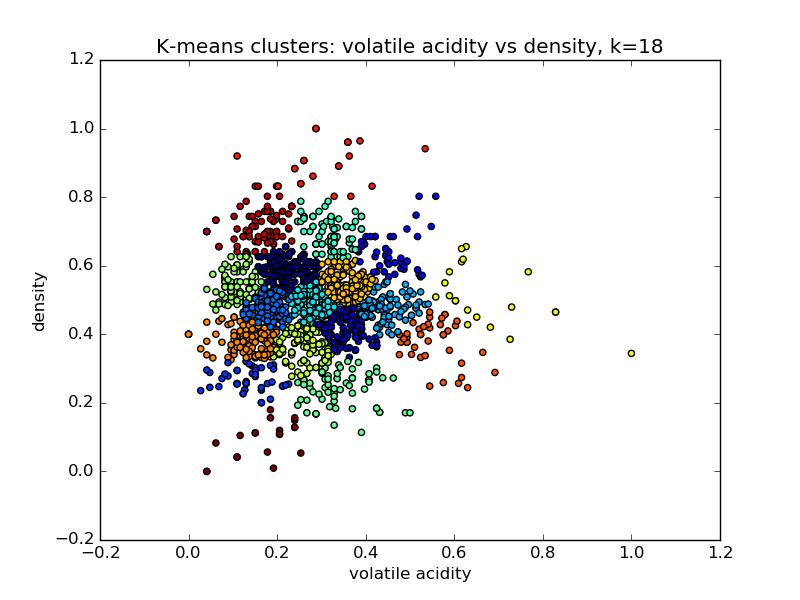 K-means clusters: volatile acidity vs density, k=18
1.2
1.0
0.8
0.6
0.4
0.2
0.0
−0.2
density
−0.2 0.0 0.2 0.4 0.6 0.8 1.0 1.2
volatile acidity